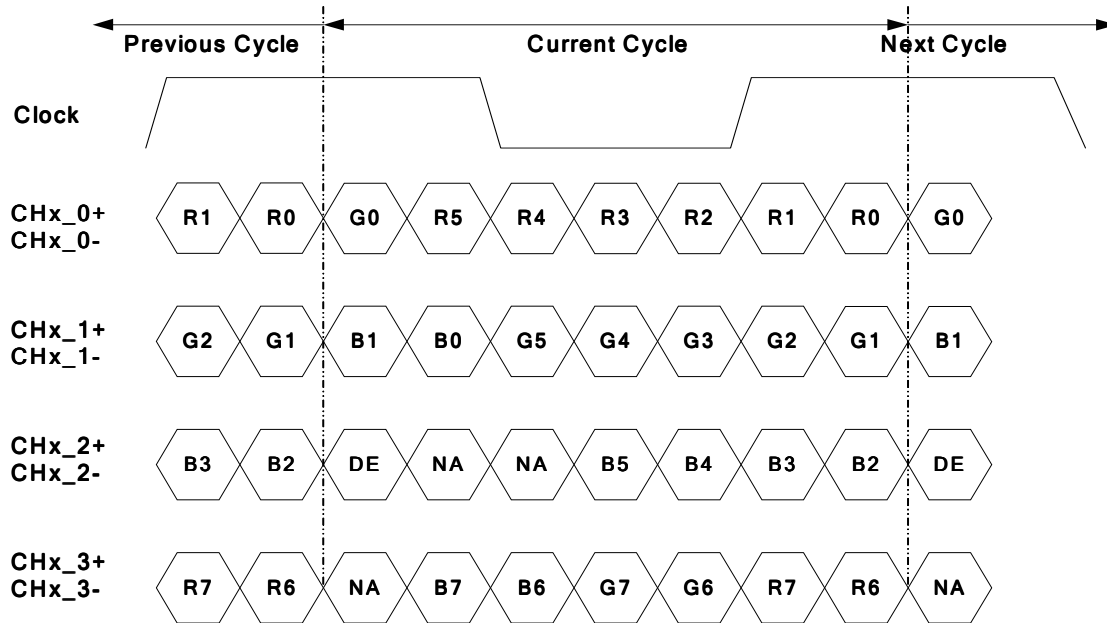 Previous Cycle Current Cycle Next Cycle
Clock
CHx_0+
CHx_0-
R1 R0 G0 R5 R4 R3 R2 R1 R0 G0
CHx_1+
CHx_1-
G2 G1 B1 B0 G5 G4 G3 G2 G1 B1
CHx_2+
CHx_2-
B3 B2 DE NA NA B5 B4 B3 B2 DE
CHx_3+
CHx_3-
R7 R6 NA B7 B6 G7 G6 R7 R6 NA